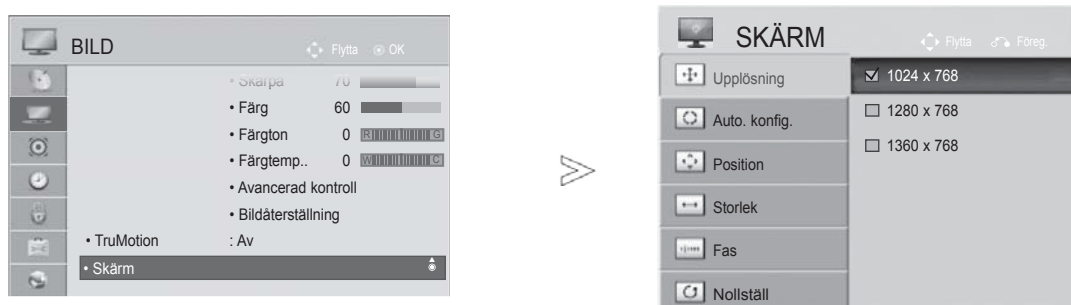 BILD
Flytta OK
• Skärpa 70
• Färg 60
• Färgton 0 R G
• Färgtemp.. 0 W C
• Avancerad kontroll
• Bildåterställning
• TruMotion : Av
• Skärm
SKÄRM
Flytta Föreg.
Upplösning
1024 x 768
Auto. konfig.
1280 x 768
Position
1360 x 768
Storlek
Fas
Nollställ